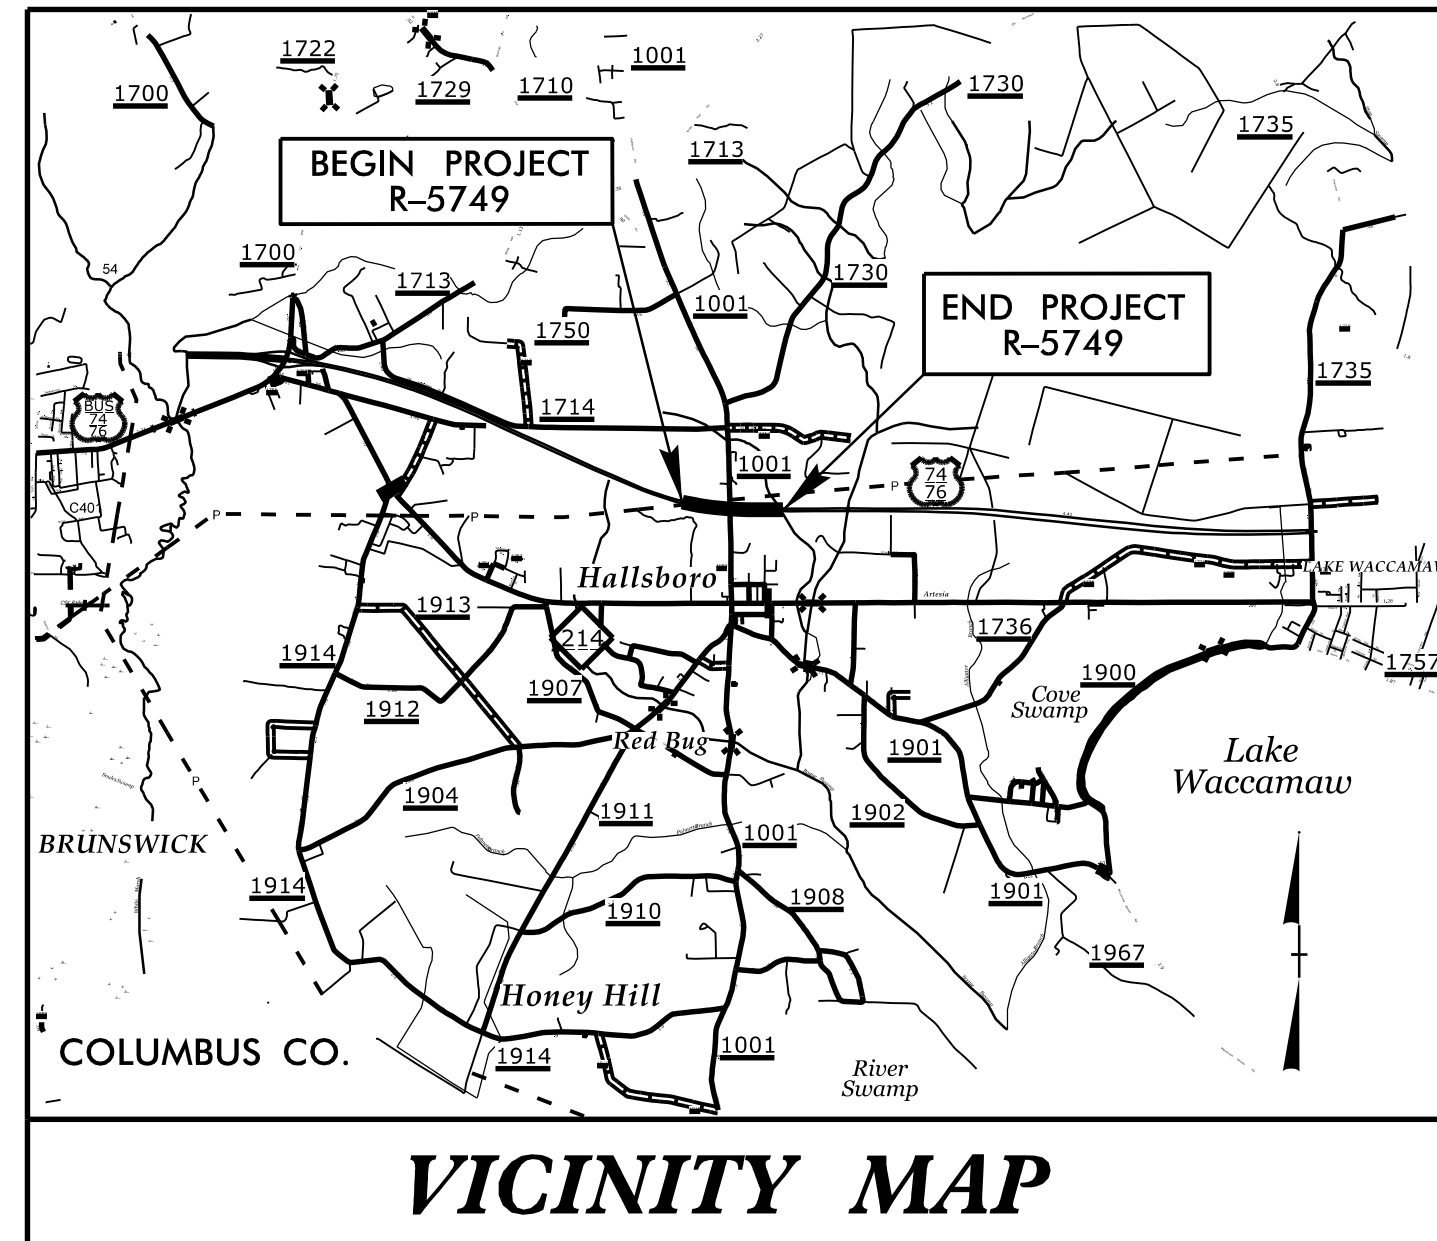 1722
1001
1700
1729
1710
1730
1735
BEGIN PROJECT
R–5749
1713
54
1700
1713
1730
1001
1750
END PROJECT
R–5749
1735
BUS
74
76
1714
1001
74
76
P
C401
P
P
Hallsboro
LAKE WACCAMAW
Artesia
1913
1736
214
1914
1757
1907
1900
1912
Cove
Swamp
Red Bug
1901
Lake
Waccamaw
P
1904
1911
1902
1001
BRUNSWICK
1914
1908
1901
1910
1967
Honey Hill
COLUMBUS CO.
1914
1001
River
Swamp
VICINITY MAP